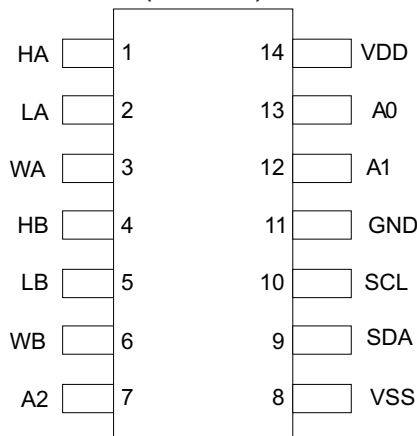 HA 1 14 VDD
LA 2 13 A0
WA 3 12 A1
HB 4 11 GND
LB 5 10 SCL
WB 6 9 SDA
A2 7 8 VSS